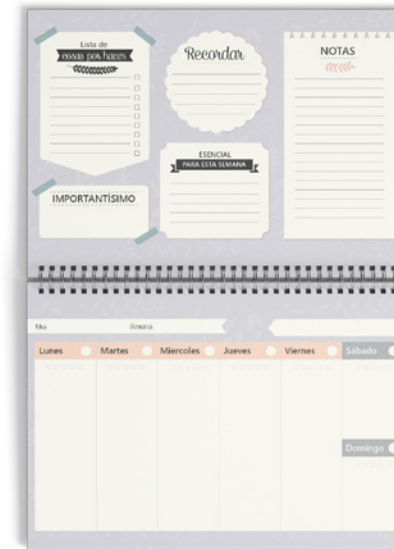 Lista de
cosas por hacer
Recordar
NOTAS
ESENCIAL
PARA ESTA SEMANA
IMPORTANTÍSIMO
Mes
Semana
Lunes Martes Miercoles Jueves Viernes Sábado
Domingo